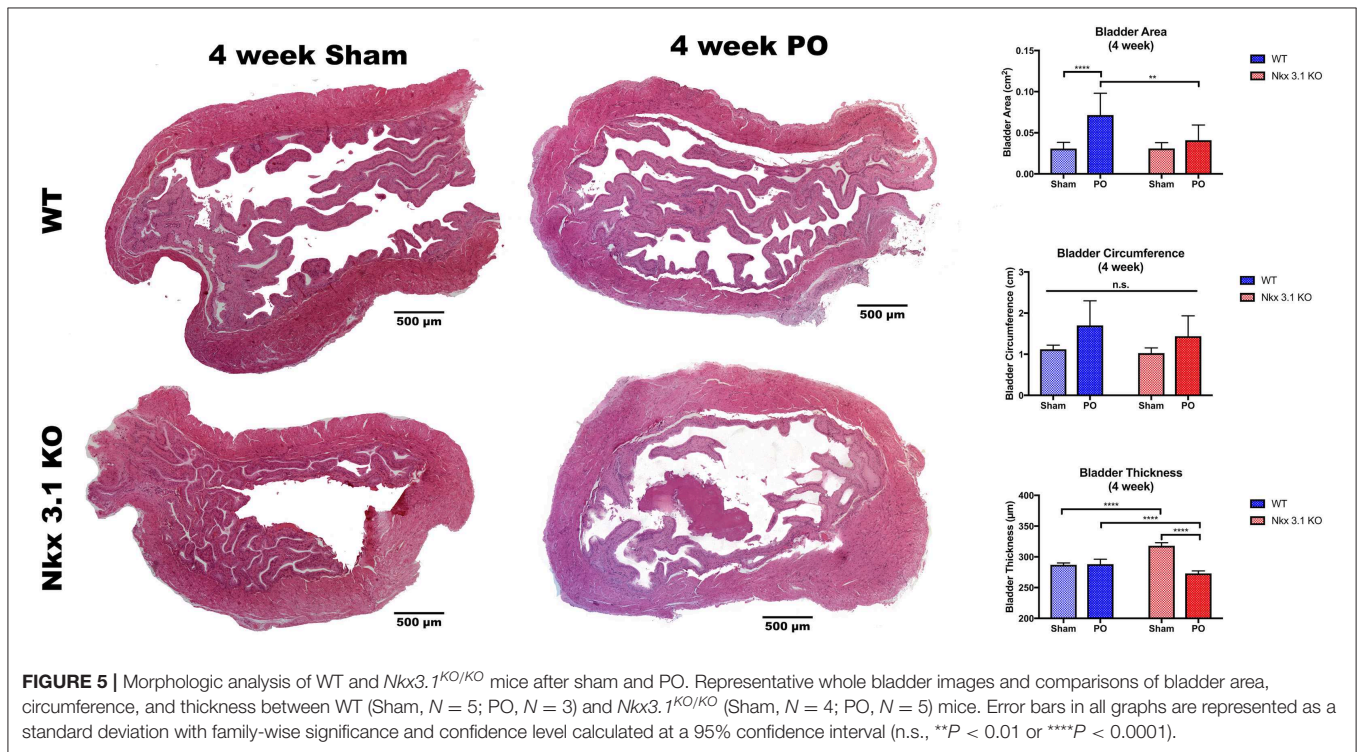 4 week Sham
4 week PO
WT
Nkx 3.1 KO
500 µm
500 µm
500 µm
500 µm
Bladder Area
(4 week)
Bladder Area (cm²)
0.15
0.10
0.05
0.00
****
**
Sham
PO
Sham
PO
WT
Nkx 3.1 KO
Bladder Circumference
(4 week)
Bladder Circumference (cm)
3
2
1
0
n.s.
Sham
PO
Sham
PO
WT
Nkx 3.1 KO
Bladder Thickness
(4 week)
Bladder Thickness (µm)
400
350
300
250
200
****
****
****
Sham
PO
Sham
PO
WT
Nkx 3.1 KO
FIGURE 5 | Morphologic analysis of WT and Nkx3.1^KO/KO mice after sham and PO. Representative whole bladder images and comparisons of bladder area,
circumference, and thickness between WT (Sham, N = 5; PO, N = 3) and Nkx3.1^KO/KO (Sham, N = 4; PO, N = 5) mice. Error bars in all graphs are represented as a
standard deviation with family-wise significance and confidence level calculated at a 95% confidence interval (n.s., **P < 0.01 or ****P < 0.0001).